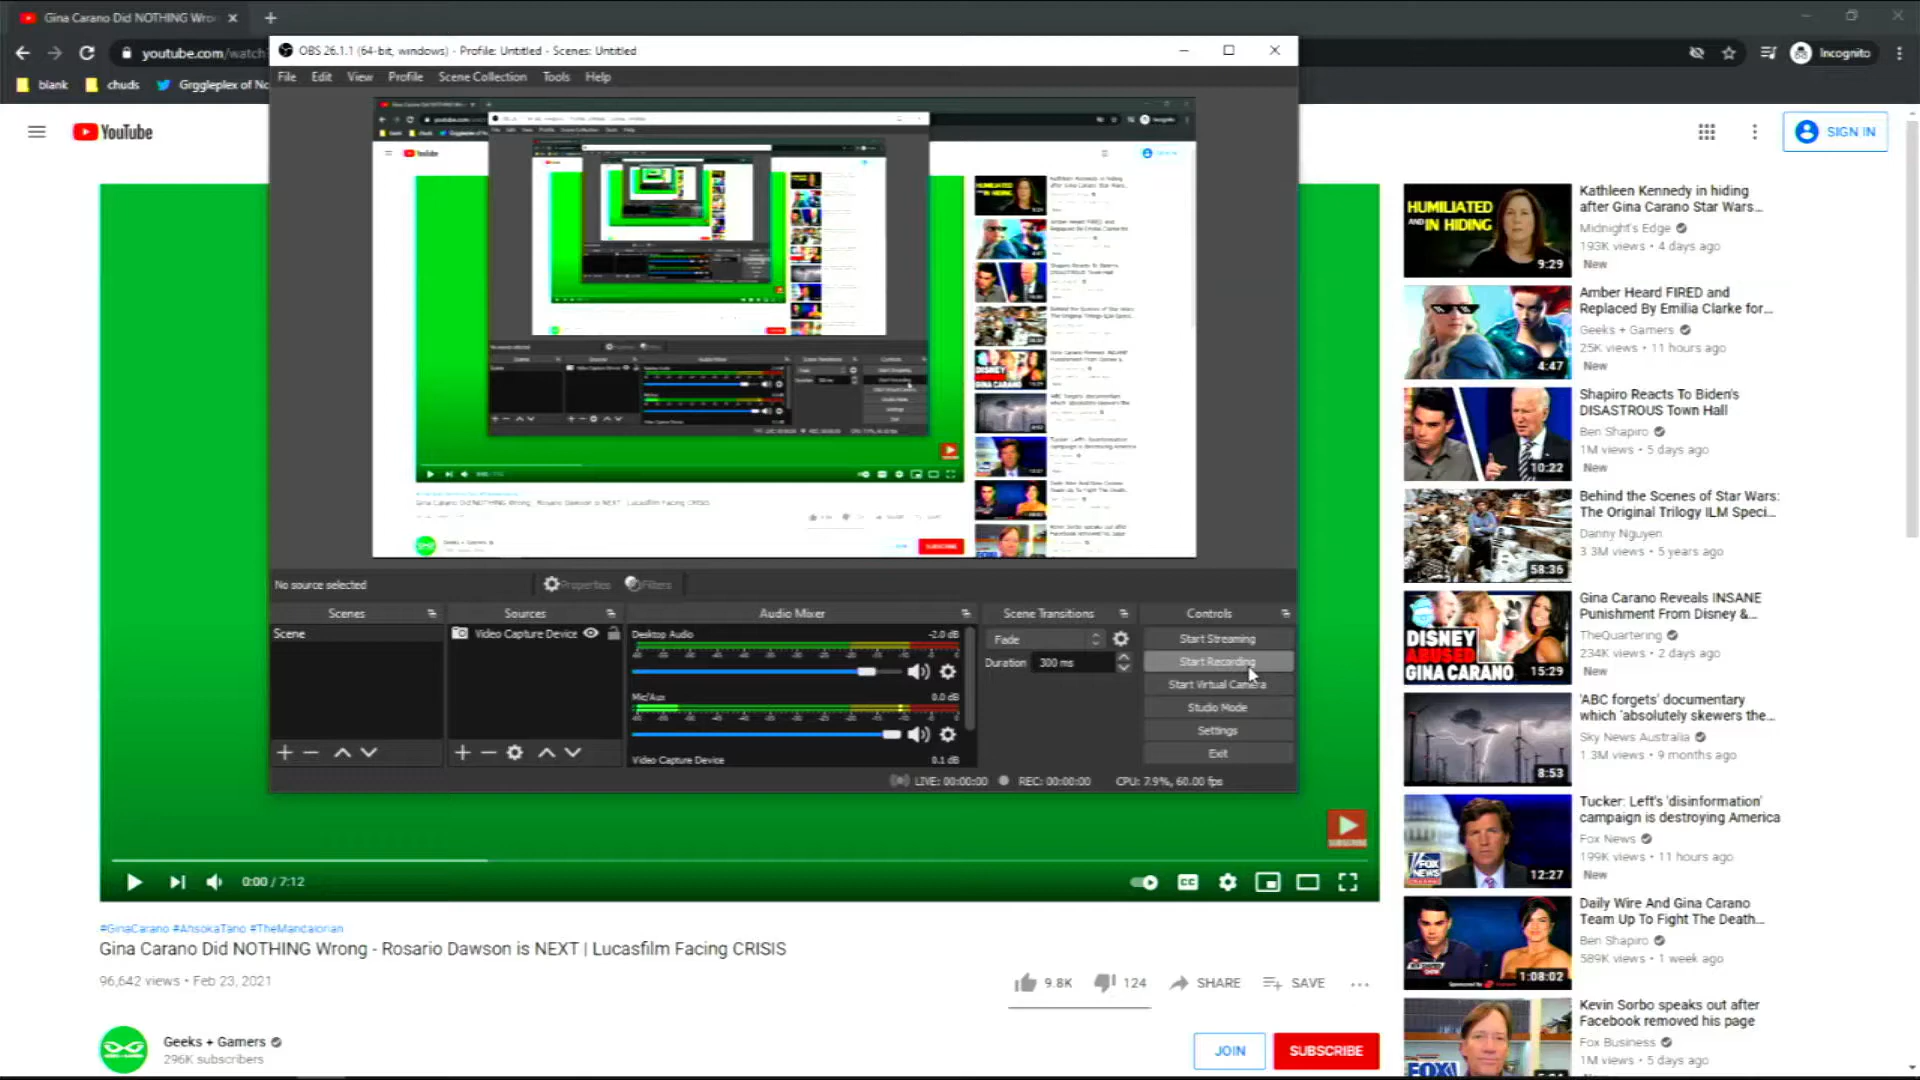 Gina Carano Did NOTHING Wro
youtube.com/watch
Incognito
blank
chuds
OBS 26.1.1 (64-bit, windows) - Profile: Untitled - Scenes: Untitled
File Edit View Profile Scene Collection Tools Help
YouTube
SIGN IN
No source selected
Properties
Filters
Scenes
Sources
Audio Mixer
Scene Transitions
Controls
Scene
Video Capture Device
Desktop Audio
-2.0 dB
Mic/Aux
0.0 dB
Video Capture Device
0.1 dB
Fade
Duration 300 ms
Start Streaming
Start Recording
Start Virtual Camera
Studio Mode
Settings
Exit
LIVE: 00:00:00
REC: 00:00:00
CPU: 7.9%, 60.00 fps
SUBSCRIBE
0:00 / 7:12
CC
#GinaCarano #AhsokaTano #TheMandalorian
Gina Carano Did NOTHING Wrong - Rosario Dawson is NEXT | Lucasfilm Facing CRISIS
96,642 views • Feb 23, 2021
9.8K
124
SHARE
SAVE
Geeks + Gamers
296K subscribers
JOIN
SUBSCRIBE
HUMILIATED
AND IN HIDING
9:29
Kathleen Kennedy in hiding
after Gina Carano Star Wars...
Midnight's Edge
193K views • 4 days ago
New
4:47
Amber Heard FIRED and
Replaced By Emilia Clarke for...
Geeks + Gamers
25K views • 11 hours ago
New
10:22
Shapiro Reacts To Biden's
DISASTROUS Town Hall
Ben Shapiro
1M views • 5 days ago
New
58:36
Behind the Scenes of Star Wars:
The Original Trilogy ILM Speci...
Danny Nguyen
3.3M views • 5 years ago
DISNEY
ABUSED
GINA CARANO
15:29
Gina Carano Reveals INSANE
Punishment From Disney &...
TheQuartering
234K views • 2 days ago
New
8:53
'ABC forgets' documentary
which 'absolutely skewers the...
Sky News Australia
1.3M views • 9 months ago
FOX
NEWS
12:27
Tucker: Left's 'disinformation'
campaign is destroying America
Fox News
199K views • 11 hours ago
New
1:08:02
Daily Wire And Gina Carano
Team Up To Fight The Death...
Ben Shapiro
589K views • 1 week ago
FOX
Kevin Sorbo speaks out after
Facebook removed his page
Fox Business
1M views • 5 days ago